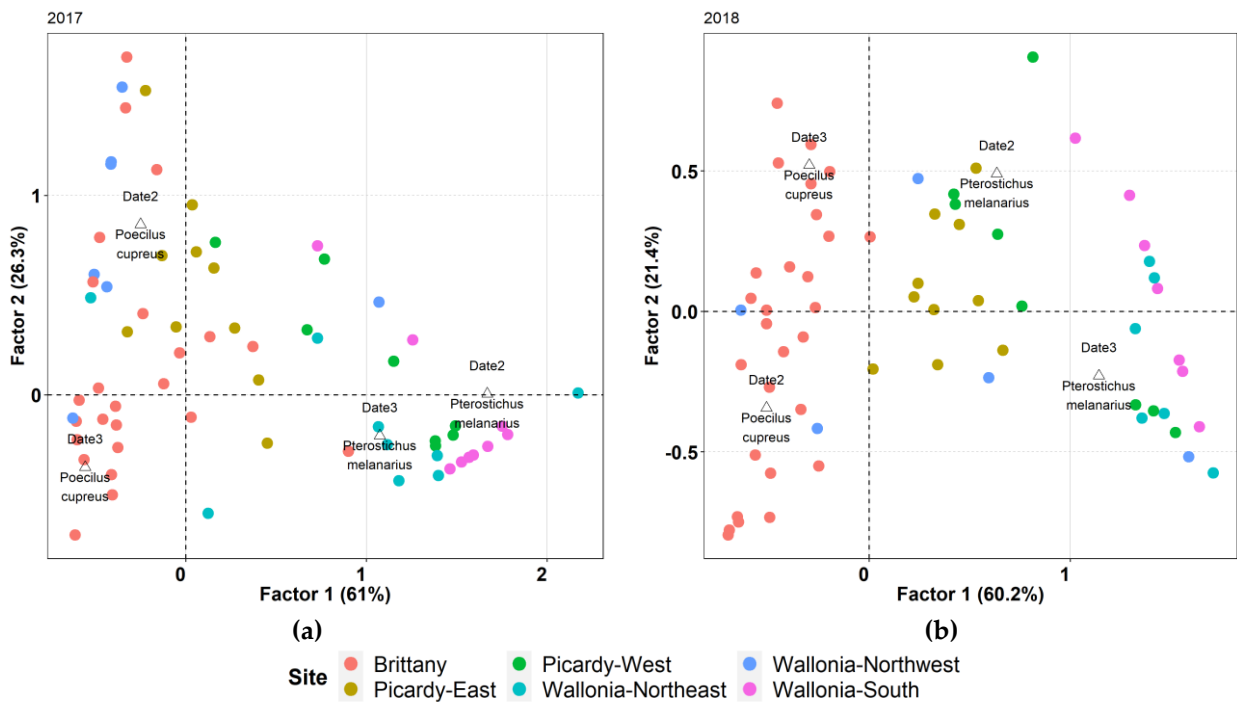 2017
Factor 2 (26.3%)
1
0
Date2
Poecilus
cupreus
Date3
Poecilus
cupreus
Date2
Pterostichus
melanarius
Date3
Pterostichus
melanarius
0
1
2
Factor 1 (61%)
(a)
2018
Factor 2 (21.4%)
0.5
0.0
-0.5
Date3
Poecilus
cupreus
Date2
Pterostichus
melanarius
Date3
Pterostichus
melanarius
Date2
Poecilus
cupreus
0
1
Factor 1 (60.2%)
(b)
Site
Brittany
Picardy-West
Wallonia-Northwest
Picardy-East
Wallonia-Northeast
Wallonia-South